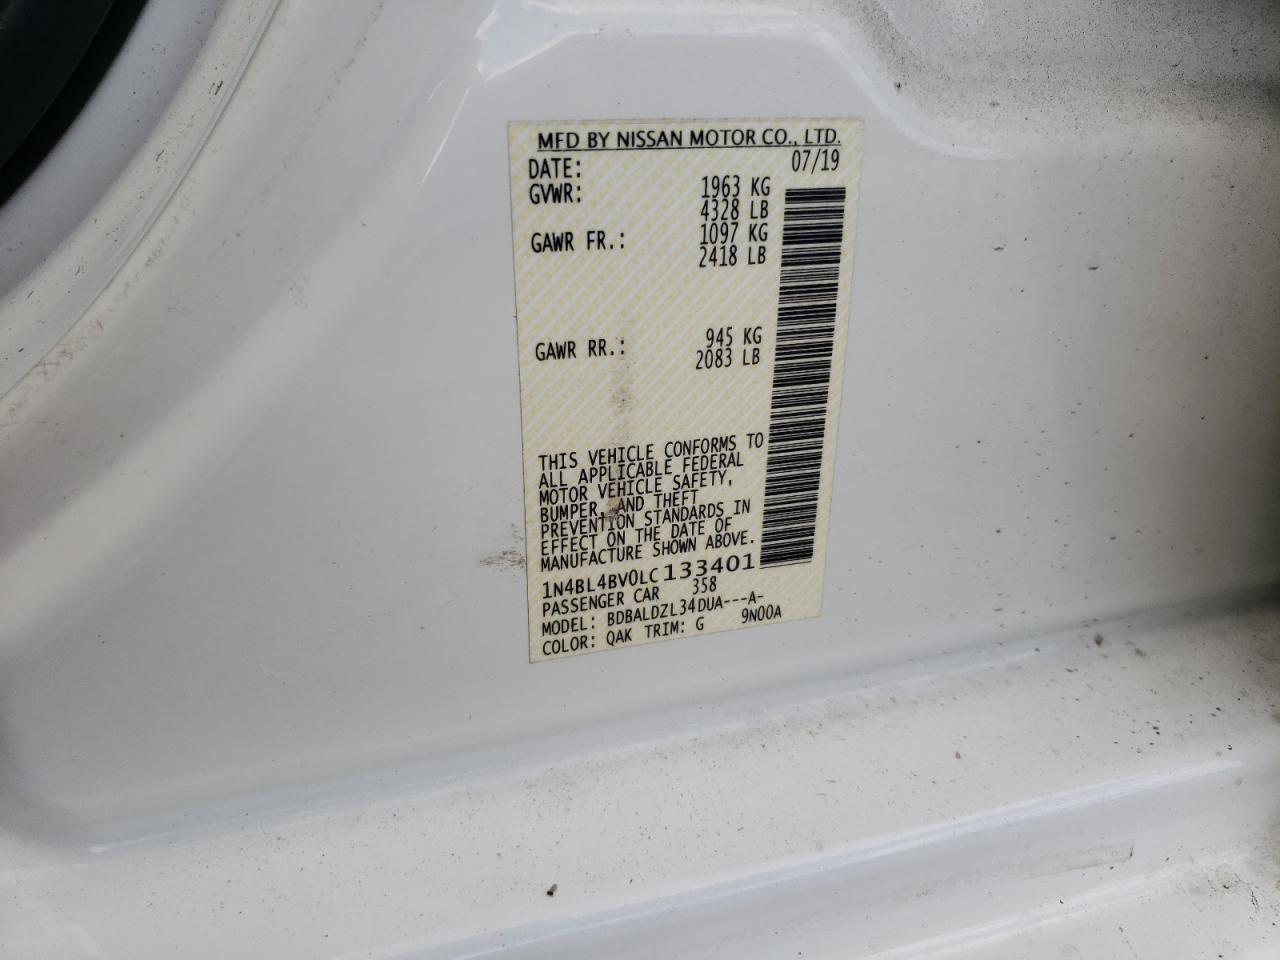 MFD BY NISSAN MOTOR CO., LTD.
DATE: 07/19
GVWR: 1963 KG
4328 LB
GAWR FR.: 1097 KG
2418 LB
GAWR RR.: 945 KG
2083 LB
THIS VEHICLE CONFORMS TO
ALL APPLICABLE FEDERAL
MOTOR VEHICLE SAFETY,
BUMPER, AND THEFT
PREVENTION STANDARDS IN
EFFECT ON THE DATE OF
MANUFACTURE SHOWN ABOVE.
1N4BL4BV0LC133401
PASSENGER CAR 358
MODEL: BDBALDZL34DUA---A-
COLOR: QAK TRIM: G 9N00A